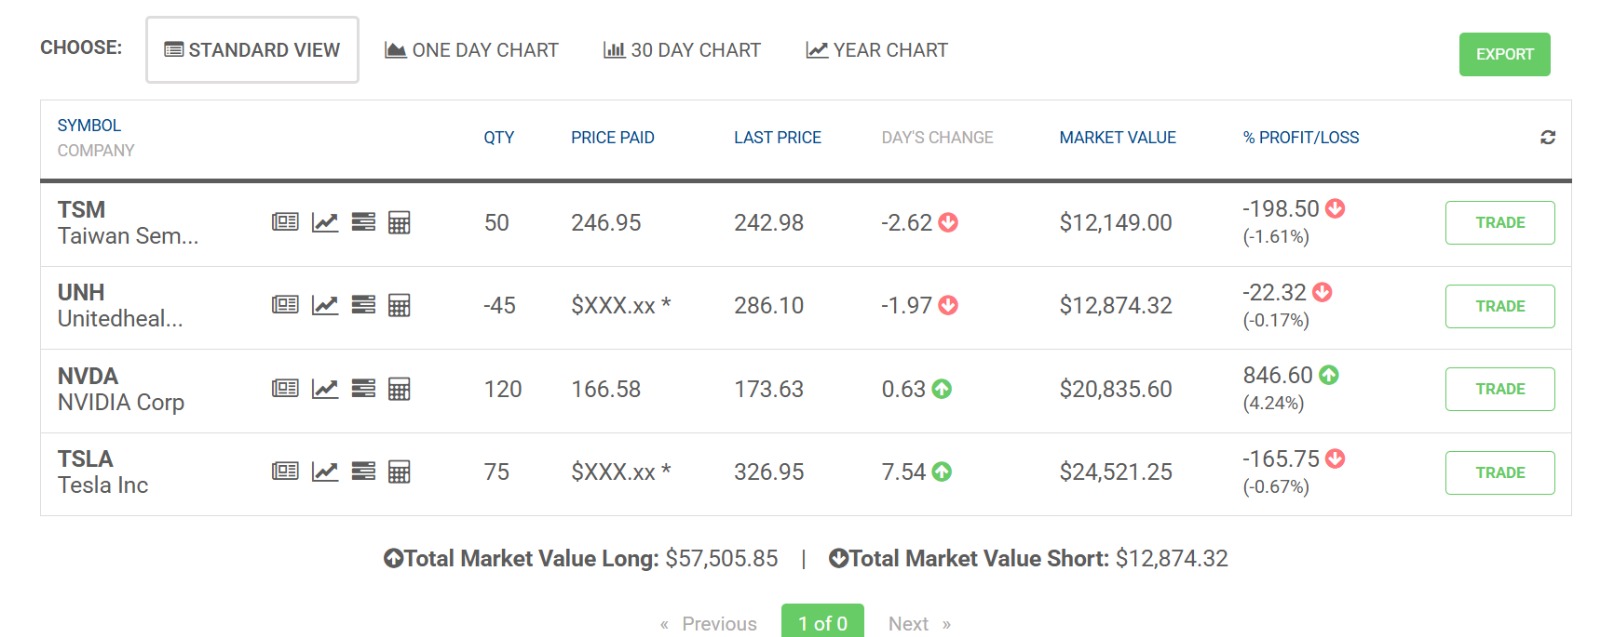 CHOOSE: STANDARD VIEW ONE DAY CHART 30 DAY CHART YEAR CHART EXPORT
SYMBOL
COMPANY
QTY PRICE PAID LAST PRICE DAY'S CHANGE MARKET VALUE % PROFIT/LOSS
TSM
Taiwan Sem...
50 246.95 242.98 -2.62 $12,149.00 -198.50
(-1.61%)
TRADE
UNH
Unitedheal...
-45 $XXX.xx * 286.10 -1.97 $12,874.32 -22.32
(-0.17%)
TRADE
NVDA
NVIDIA Corp
120 166.58 173.63 0.63 $20,835.60 846.60
(4.24%)
TRADE
TSLA
Tesla Inc
75 $XXX.xx * 326.95 7.54 $24,521.25 -165.75
(-0.67%)
TRADE
Total Market Value Long: $57,505.85 | Total Market Value Short: $12,874.32
« Previous 1 of 0 Next »